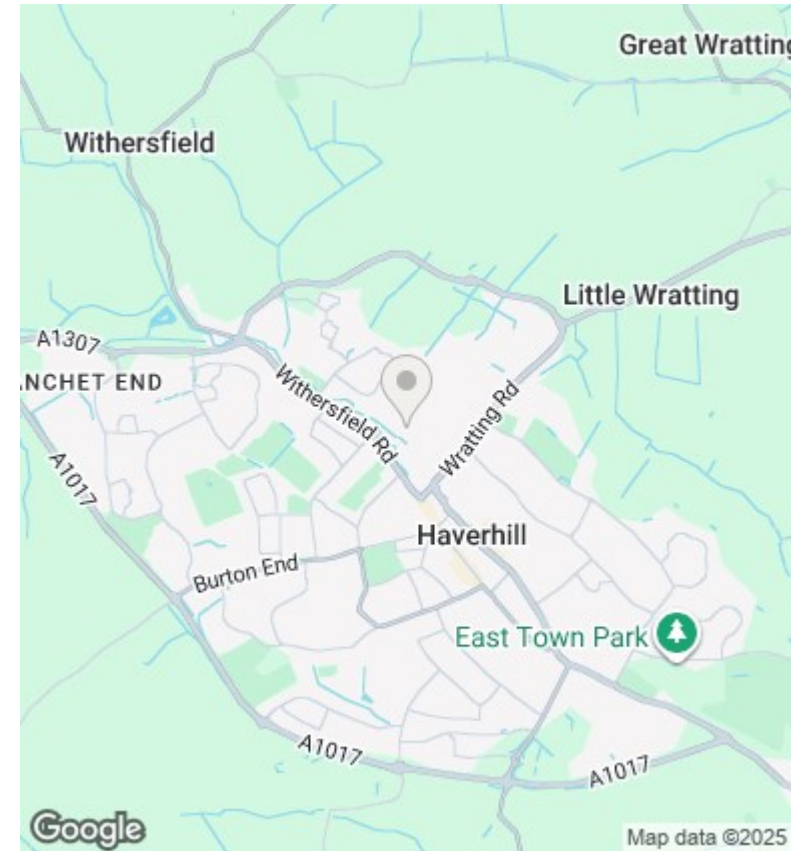 Great Wratting
Withersfield
Little Wratting
A1307
ANCHET END
Withersfield Rd
Wratting Rd
A1017
Haverhill
Burton End
East Town Park
A1017
A1017
Google
Map data ©2025